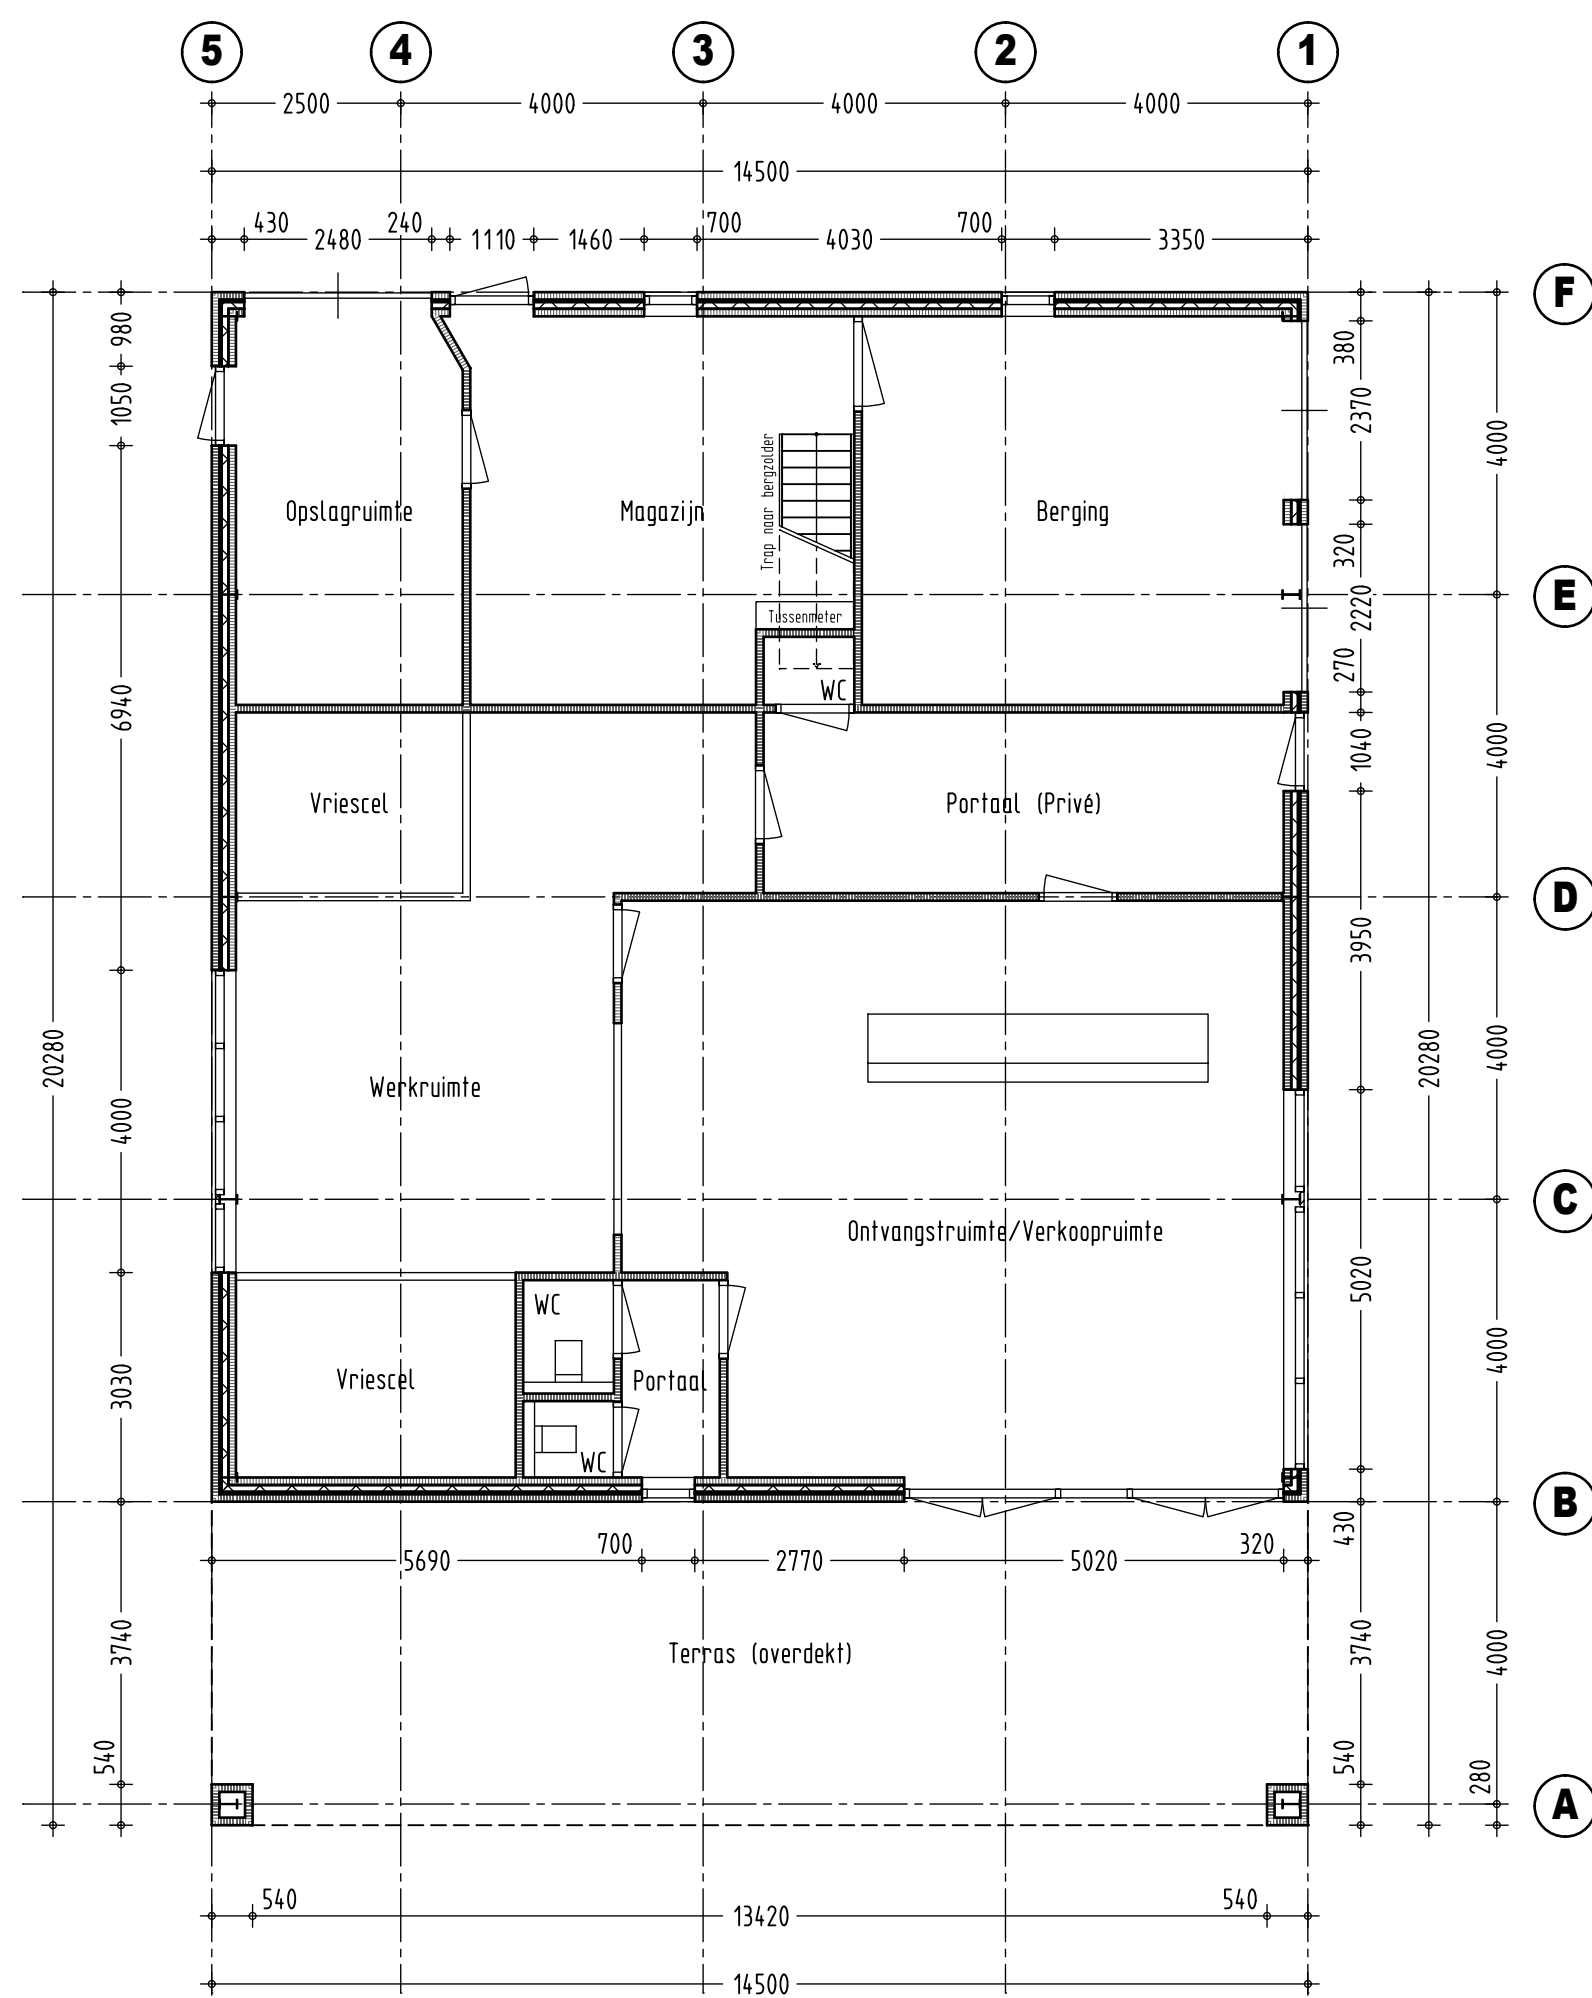 5 4 3 2 1
2500 4000 4000 4000
14500
430 240 700 700
2480 1110 1460 4030 3350
F
980
380
1050
2370
4000
Trap naar bergzolder
Opslagruimte Magazijn Berging
320
E
2220
Tussenmeter
270
WC
6940
1040
4000
Vriescel Portaal (Privé)
D
3950
20280
20280
4000
Werkruimte
4000
C
Ontvangstruimte/Verkoopruimte
5020
WC
4000
3030
Vriescel Portaal
WC
B
430
700 320
5690 2770 5020
3740
Terras (overdekt)
3740
4000
540
540
280
A
540 540
13420
14500